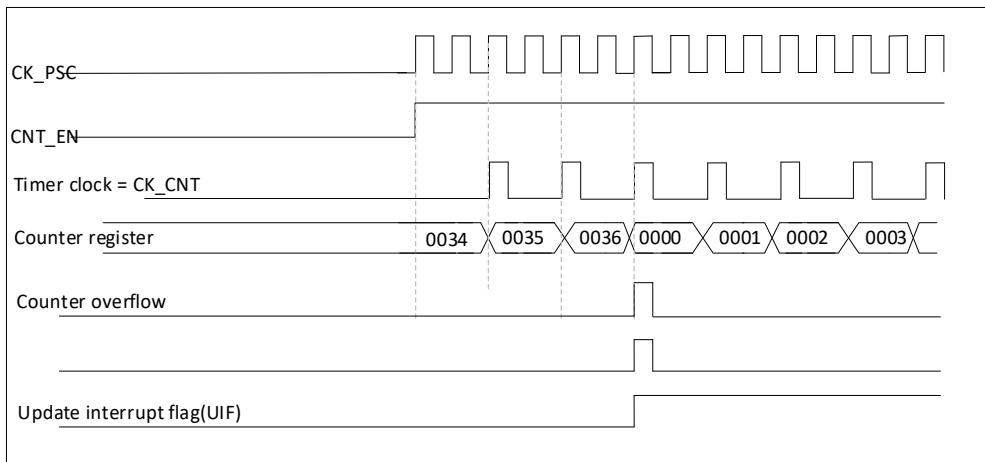 CK_PSC
CNT_EN
Timer clock = CK_CNT
Counter register
0034 0035 0036 0000 0001 0002 0003
Counter overflow
Update interrupt flag(UIF)